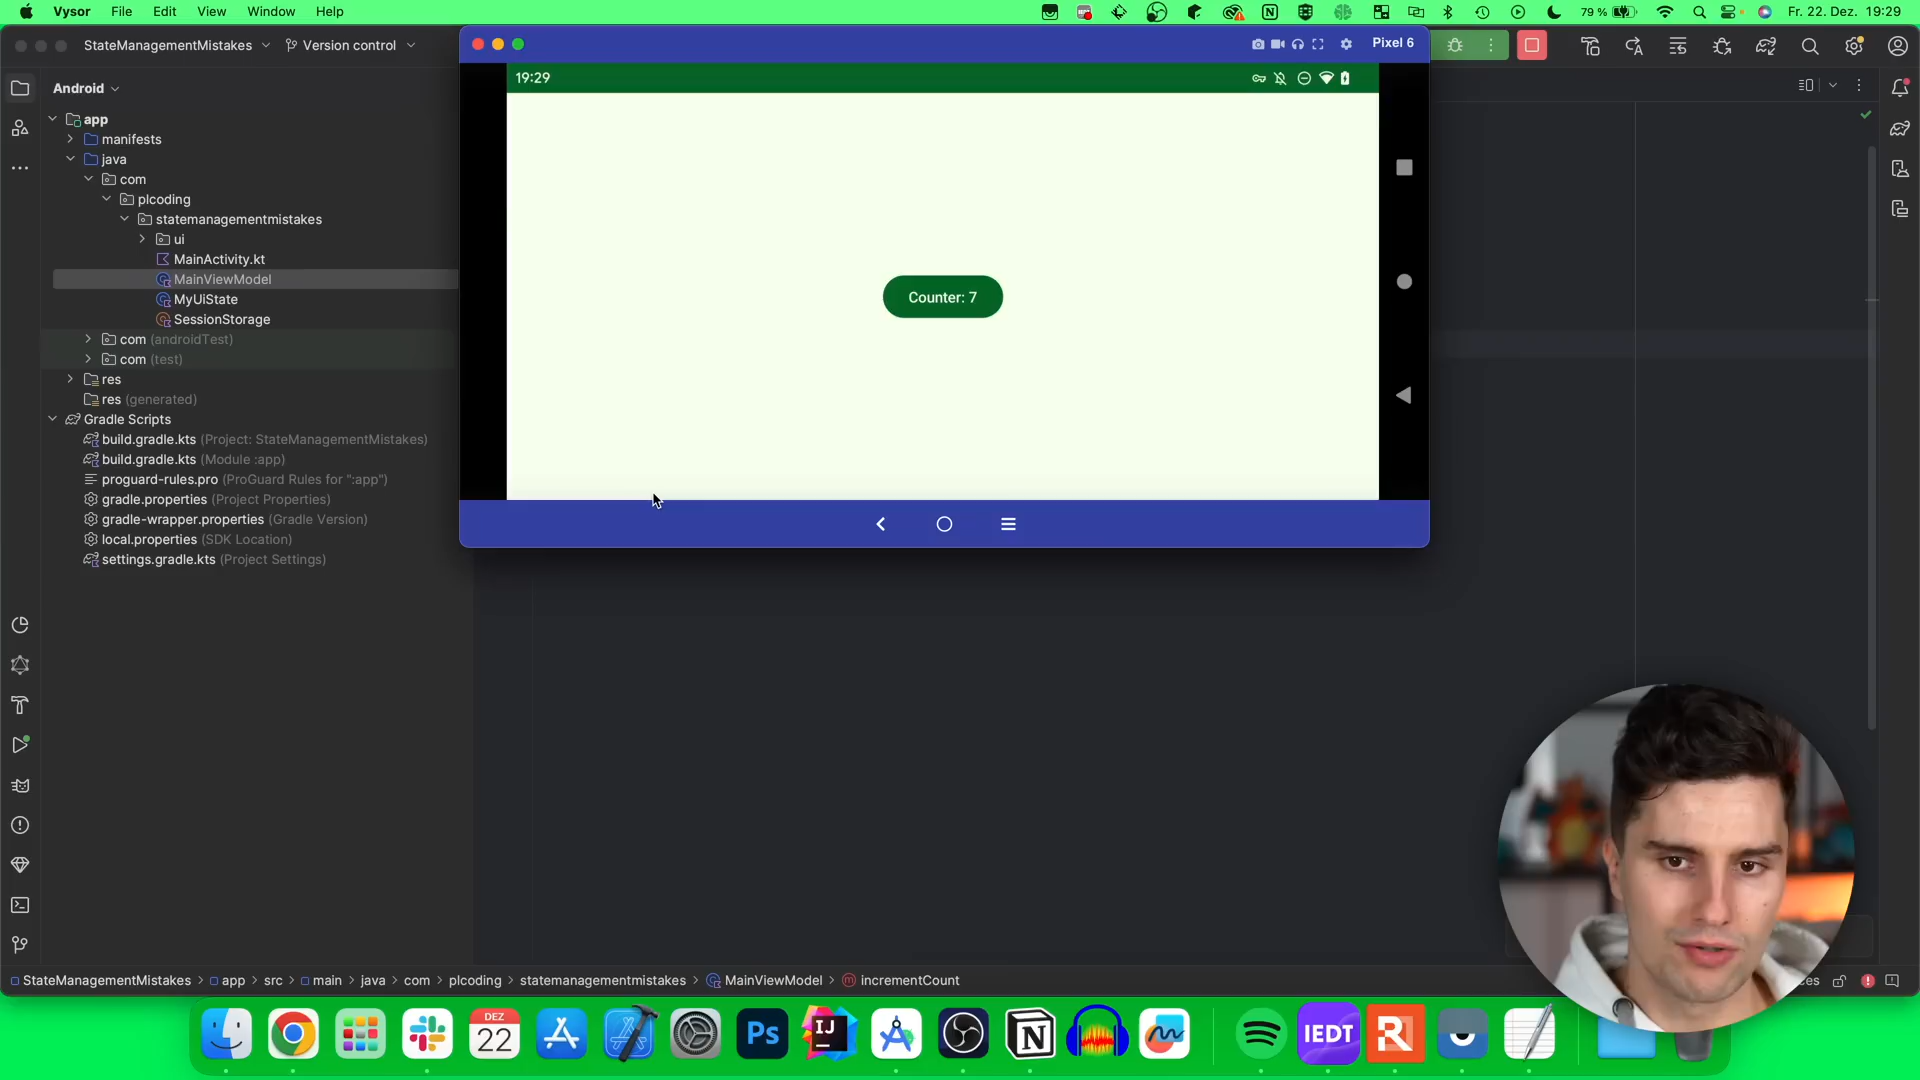 Vysor File Edit View Window Help
79 % Fr. 22. Dez. 19:29
StateManagementMistakes Version control
Pixel 6
Android
19:29
app
manifests
java
com
plcoding
statemanagementmistakes
ui
MainActivity.kt
MainViewModel
MyUiState
SessionStorage
com (androidTest)
com (test)
res
res (generated)
Gradle Scripts
build.gradle.kts (Project: StateManagementMistakes)
build.gradle.kts (Module :app)
proguard-rules.pro (ProGuard Rules for ":app")
gradle.properties (Project Properties)
gradle-wrapper.properties (Gradle Version)
local.properties (SDK Location)
settings.gradle.kts (Project Settings)
Counter: 7
StateManagementMistakes > app > src > main > java > com > plcoding > statemanagementmistakes > MainViewModel > incrementCount
DEZ
22
Ps
IJ
N
IEDT
R